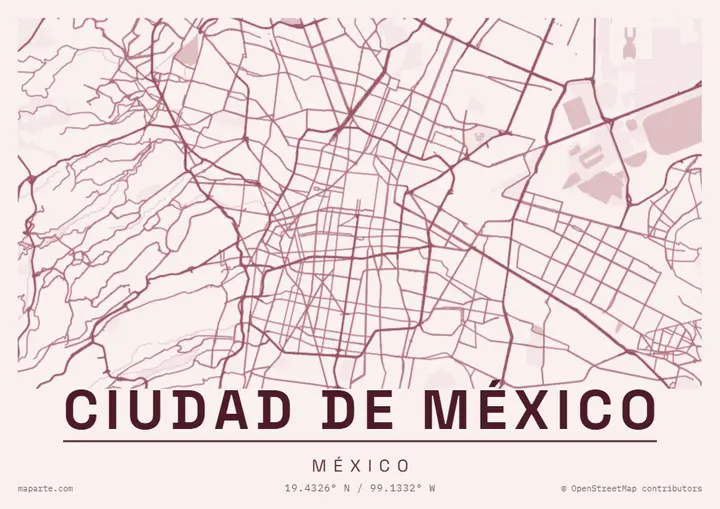 CIUDAD DE MÉXICO
MÉXICO
maparte.com
19.4326° N / 99.1332° W
© OpenStreetMap contributors